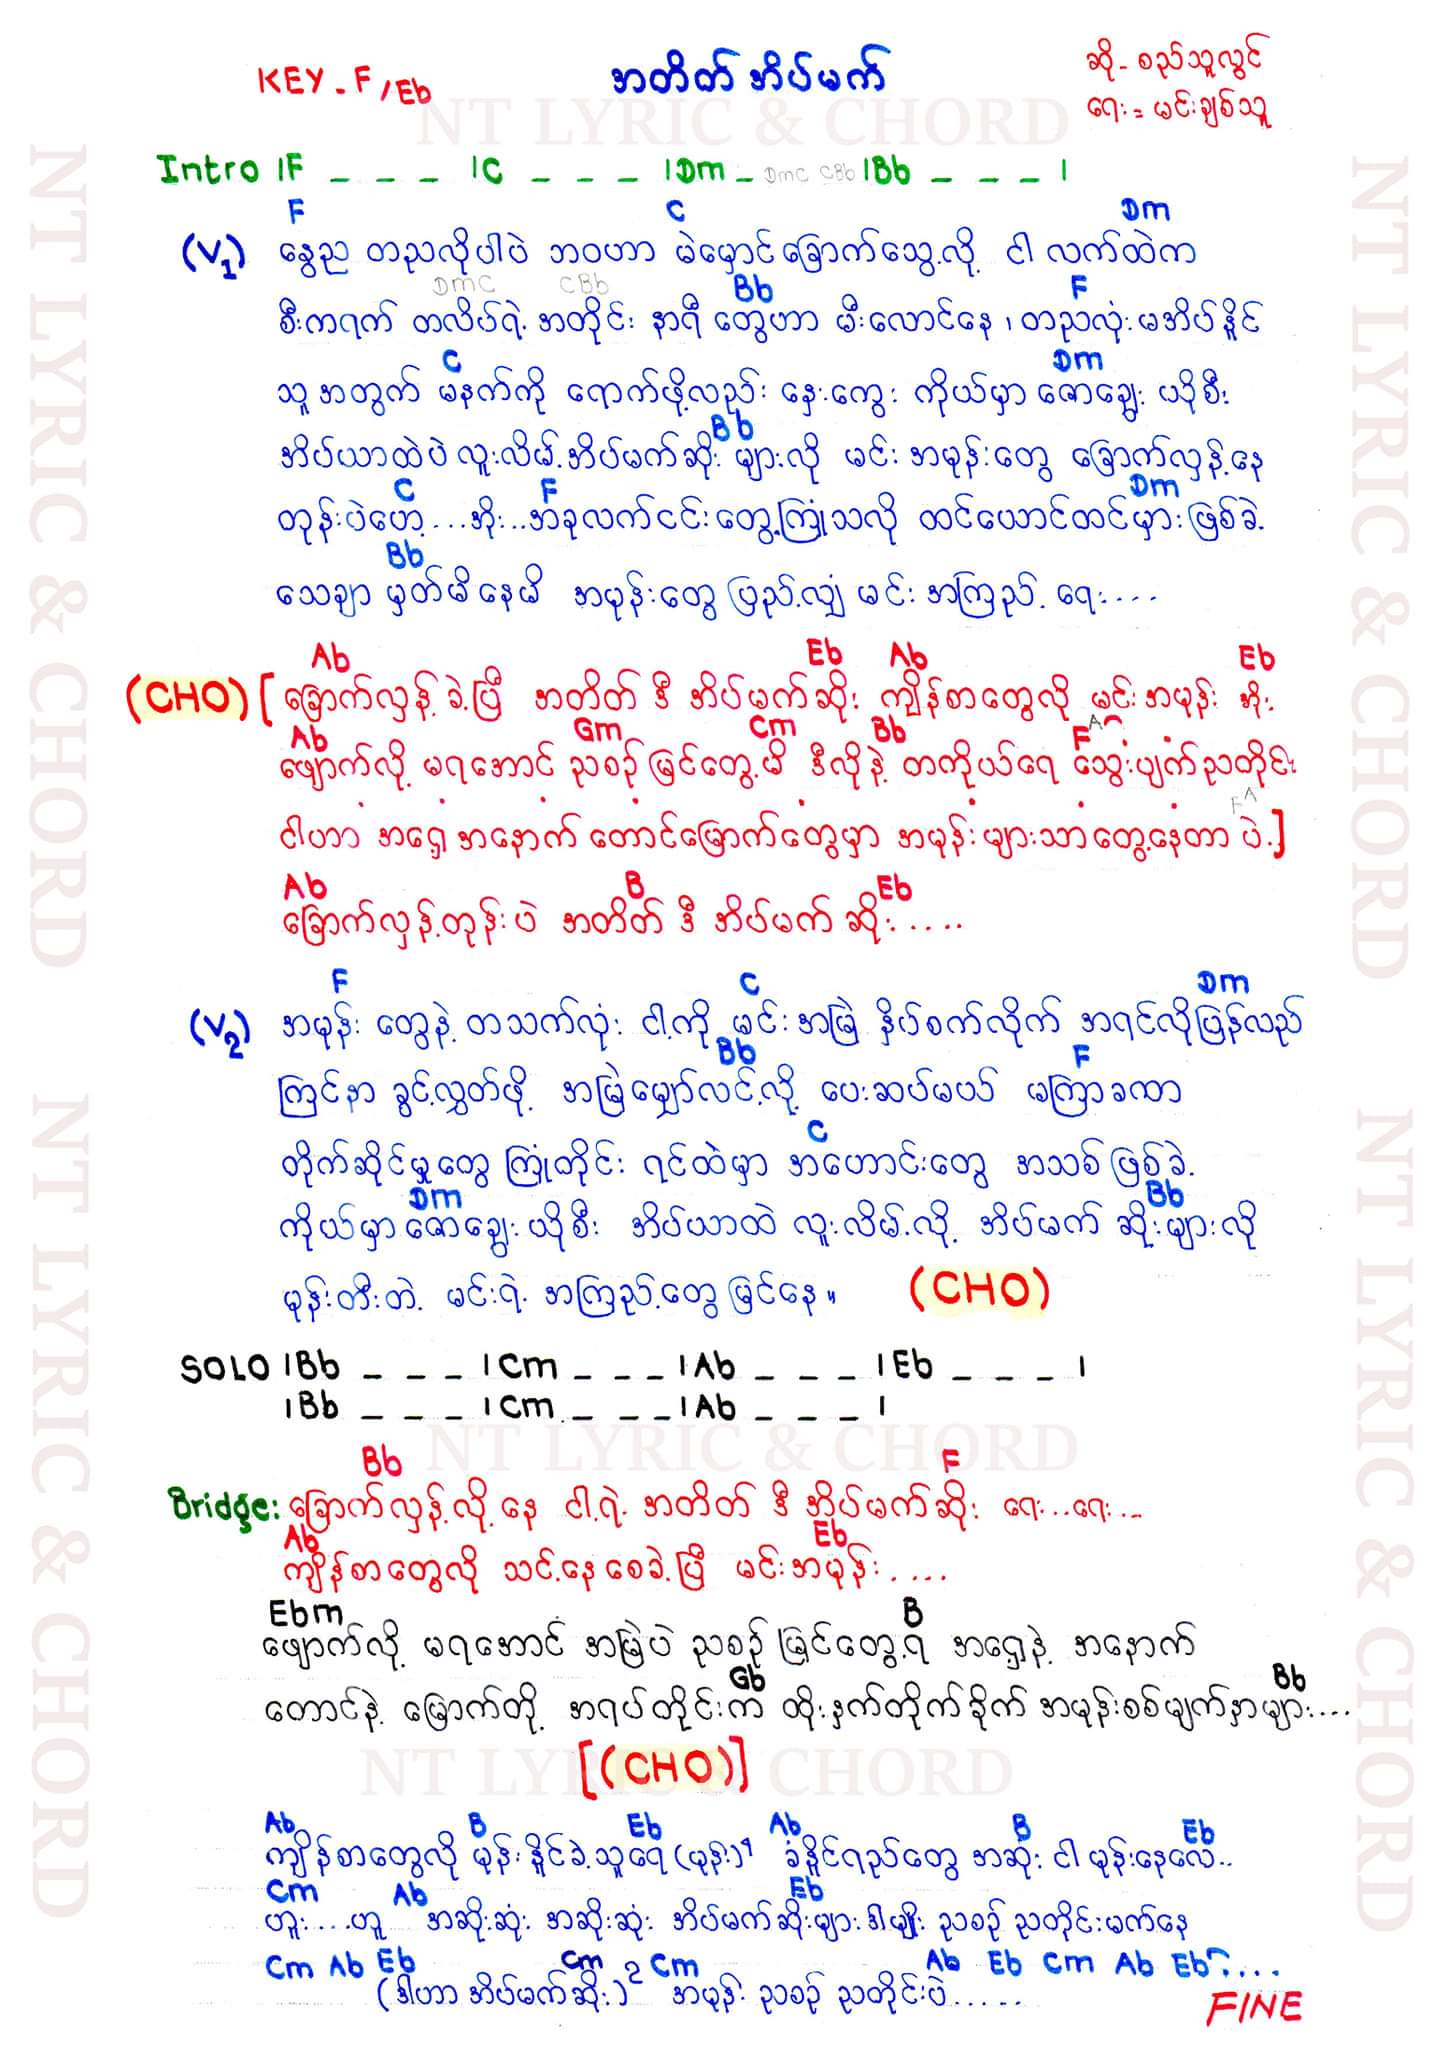 KEY - F/Eb
အတိတ်အိပ်မက်
ဆို - စည်သူလွင်
ရေး = မင်းချစ်သူ
NT LYRIC & CHORD
Intro |F _ _ _ |C _ _ _ |Dm _ DmC CBb |Bb _ _ _ |
F C Dm
(V1) နွေည တညလိုပါပဲ ဘဝဟာ မဲမှောင်ခြောက်သွေ့လို့ ငါ လက်ထဲက
DmC CBb Bb F
စီးကရက် တလိပ်ရဲ့ အတိုင်း နာရီ တွေဟာ မီးလောင်နေ ၊ တညလုံး မအိပ်နိူင်
C Dm
သူ အတွက် မနက်ကို ရောက်ဖို့လည်း နှေးကွေး ကိုယ်မှာ ဇောချွေး ယိုစီး
Bb
အိပ်ယာထဲပဲ လူးလိမ့် အိပ်မက်ဆိုး များလို မင်း အမုန်းတွေ ခြောက်လှန့်နေ
C F Dm
တုန်းပဲဟေ့...အိုး..အခုလက်ငင်းတွေ့ကြုံသလို ထင်ယောင်ထင်မှားဖြစ်ခဲ့
Bb
သေချာ မှတ်မိနေမိ အမုန်းတွေ ပြည့်လျှံ မင်း အကြည့် ရေး....
Ab Eb Ab Eb
(CHO) [ ခြောက်လှန့်ခဲ့ပြီ အတိတ် ဒီ အိပ်မက်ဆိုး ကျိန်စာတွေလို မင်းအမုန်း အိုး
Ab Gm Cm Bb F A
ဖျောက်လို့ မရအောင် ညစဉ်မြင်တွေ့မိ ဒီလိုနဲ့ တကိုယ်ရေ သွေးပျက်ညတိုင်း
F A
ငါဟာ အရှေ့အနောက် တောင်မြောက်တွေမှာ အမုန်းများသာတွေ့နေတာ ပဲ.]
Ab B Eb
ခြောက်လှန့်တုန်းပဲ အတိတ် ဒီ အိပ်မက် ဆိုး....
F C Dm
(V2) အမုန်း တွေနဲ့ တသက်လုံး ငါ့ကို မင်းအမြဲ နှိပ်စက်လိုက် အရင်လိုပြန်လည်
Bb F
ကြင်နာ ခွင့်လွှတ်ဖို့ အမြဲမျှော်လင့်လို့ ပေးဆပ်မယ် မကြာခဏ
C
တိုက်ဆိုင်မှုတွေ ကြုံတိုင်း ရင်ထဲမှာ အဟောင်းတွေ အသစ်ဖြစ်ခဲ့
Dm Bb
ကိုယ်မှာဇောချွေးယိုစီး အိပ်ယာထဲ လူးလိမ့်လို့ အိပ်မက် ဆိုးများလို
မုန်းတီးတဲ့ မင်းရဲ့ အကြည့်တွေမြင်နေ။ (CHO)
SOLO |Bb _ _ _ |Cm _ _ _ |Ab _ _ _ |Eb _ _ _ |
|Bb _ _ _ |Cm _ _ _ |Ab _ _ _ |
NT LYRIC & CHORD
Bb F
Bridge: ခြောက်လှန့်လို့နေ ငါ့ရဲ့ အတိတ် ဒီ အိပ်မက်ဆိုး ရေး...ရေး...
Ab Eb
ကျိန်စာတွေလို သင့်နေစေခဲ့ပြီ မင်းအမုန်း....
Ebm B
ဖျောက်လို့ မရအောင် အမြဲပဲ ညစဉ်မြင်တွေ့ရ အရှေ့နဲ့ အနောက်
Gb Bb
တောင်နဲ့ မြောက်တို့ အရပ်တိုင်းက ထိုးနှက်တိုက်ခိုက် အမုန်းစစ်မျက်နှာများ....
[(CHO)]
NT LYRIC & CHORD
Ab B Eb Ab B Eb
ကျိန်စာတွေလို မုန်းနိူင်ခဲ့သူရေ (မုန်း)4 ခံနိူင်ရည်တွေ အဆုံး ငါမုန်းနေလေ..
Cm Ab Eb
ဟူး....ဟူ အဆိုးဆုံး အဆိုးဆုံး အိပ်မက်ဆိုးများ ဒါမျိုး ညစဉ် ညတိုင်းမက်နေ
Cm Ab Eb Cm Cm Ab Eb Cm Ab Eb....
(ဒါဟာ အိပ်မက်ဆိုး)2 အမုန်း ညစဉ် ညတိုင်းပဲ......
FINE
NT LYRIC & CHORD
NT LYRIC & CHORD
NT LYRIC & CHORD
NT LYRIC & CHORD